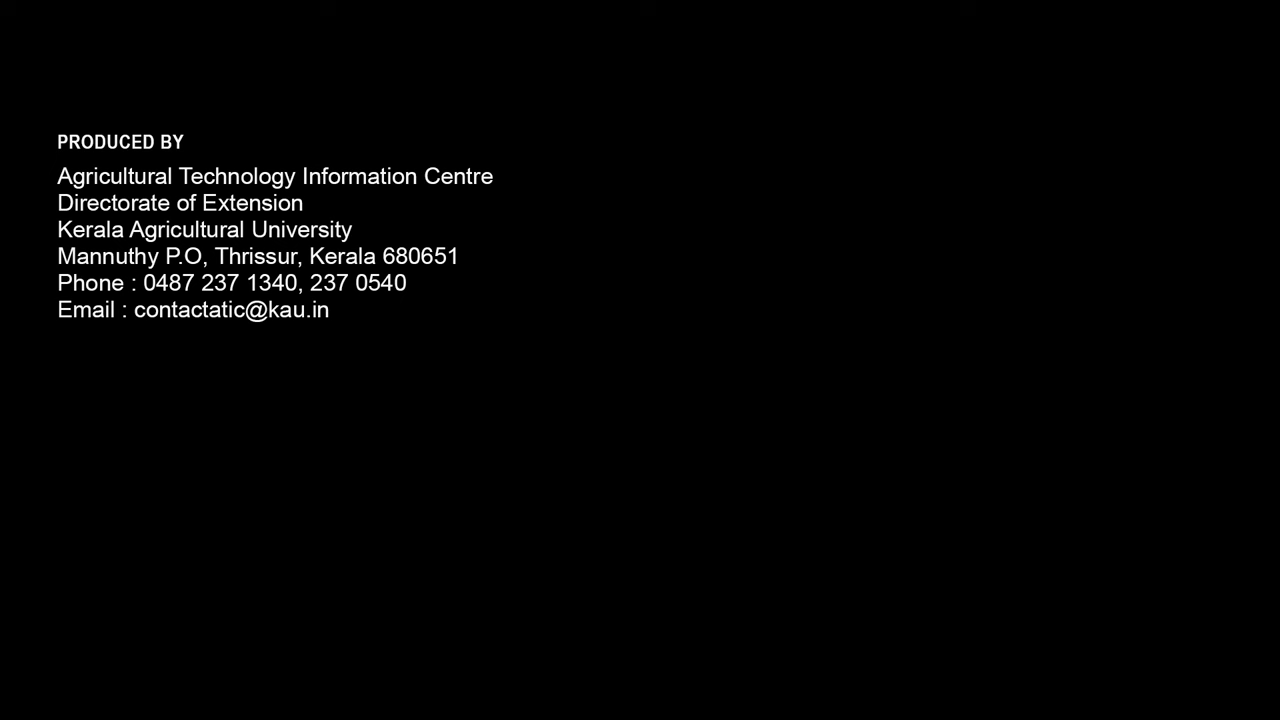 PRODUCED BY
Agricultural Technology Information Centre
Directorate of Extension
Kerala Agricultural University
Mannuthy P.O, Thrissur, Kerala 680651
Phone : 0487 237 1340, 237 0540
Email : contactatic@kau.in